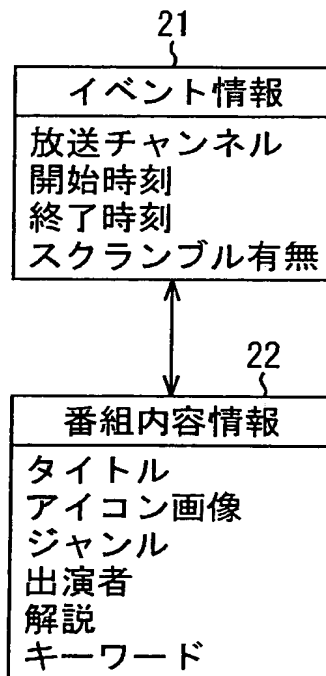 21
イベント情報
放送チャンネル
開始時刻
終了時刻
スクランブル有無
22
番組内容情報
タイトル
アイコン画像
ジャンル
出演者
解説
キーワード